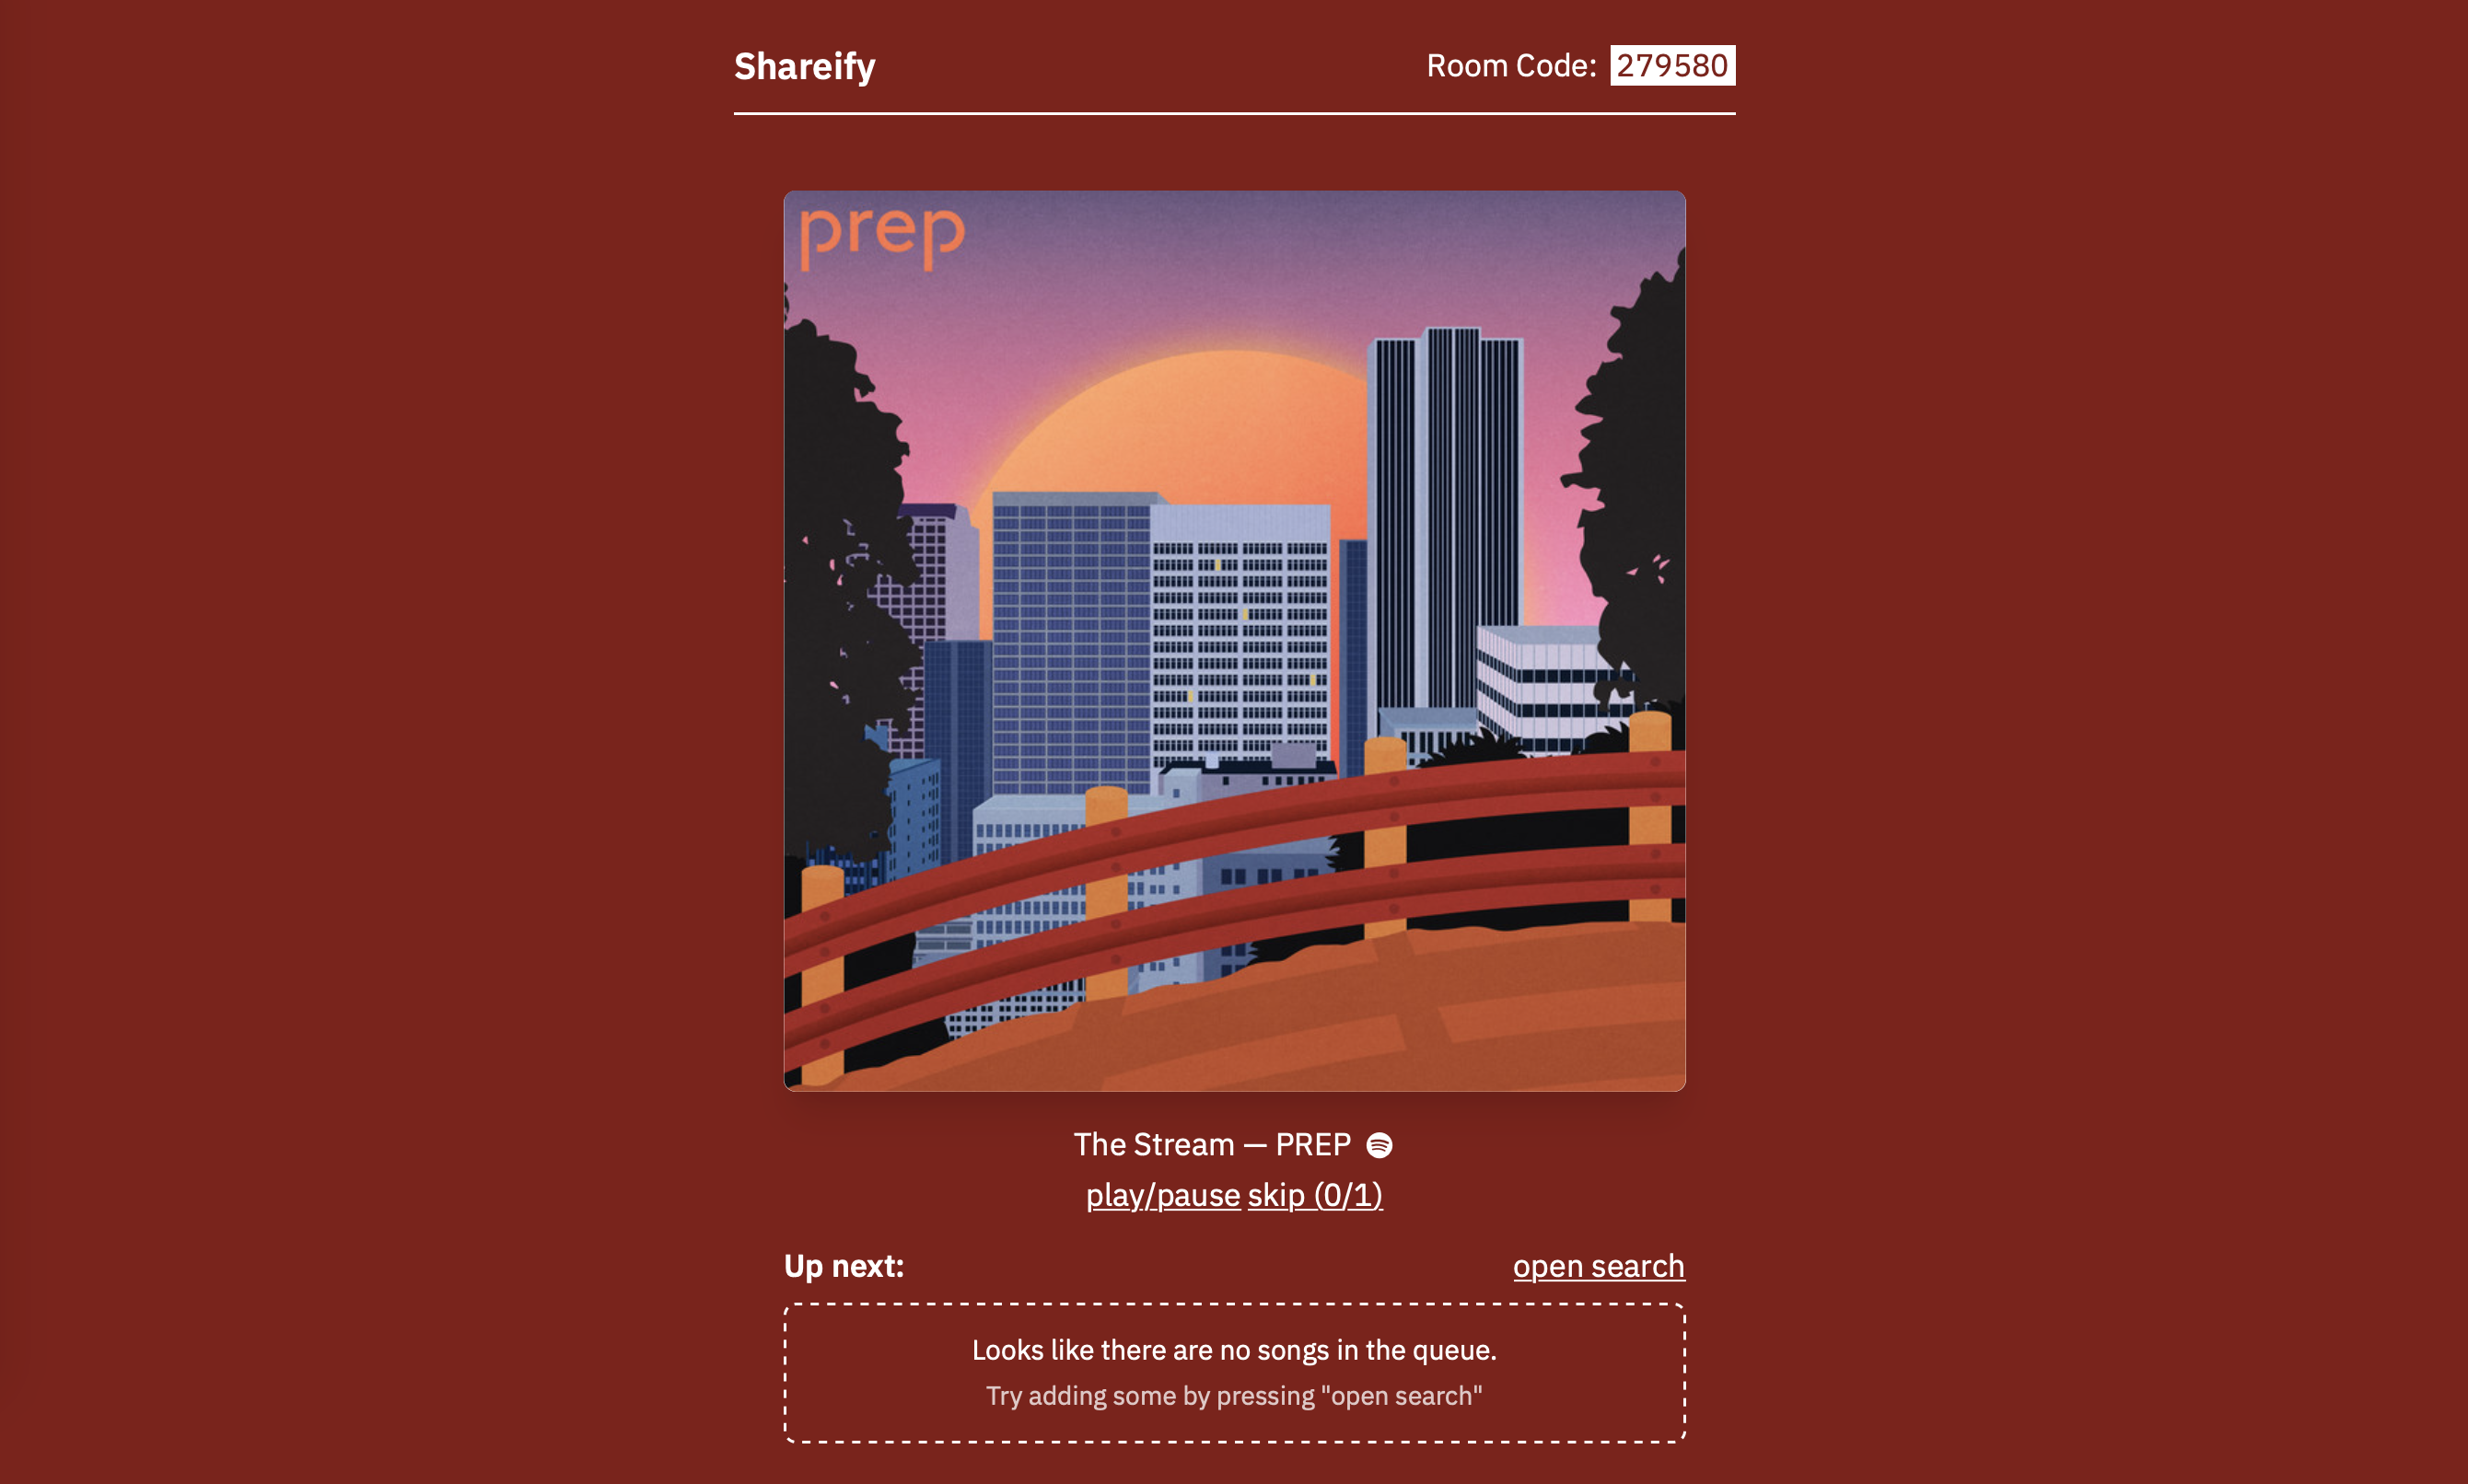 Shareify
Room Code: 279580
prep
The Stream — PREP
play/pause skip (0/1)
Up next:
open search
Looks like there are no songs in the queue.
Try adding some by pressing "open search"